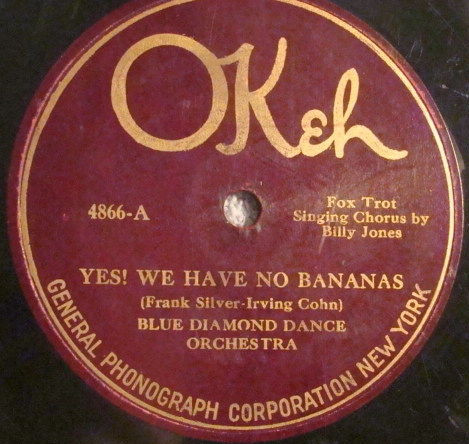 OKeh
4866-A
Fox Trot
Singing Chorus by
Billy Jones
YES! WE HAVE NO BANANAS
(Frank Silver-Irving Cohn)
BLUE DIAMOND DANCE
ORCHESTRA
GENERAL PHONOGRAPH CORPORATION NEW YORK